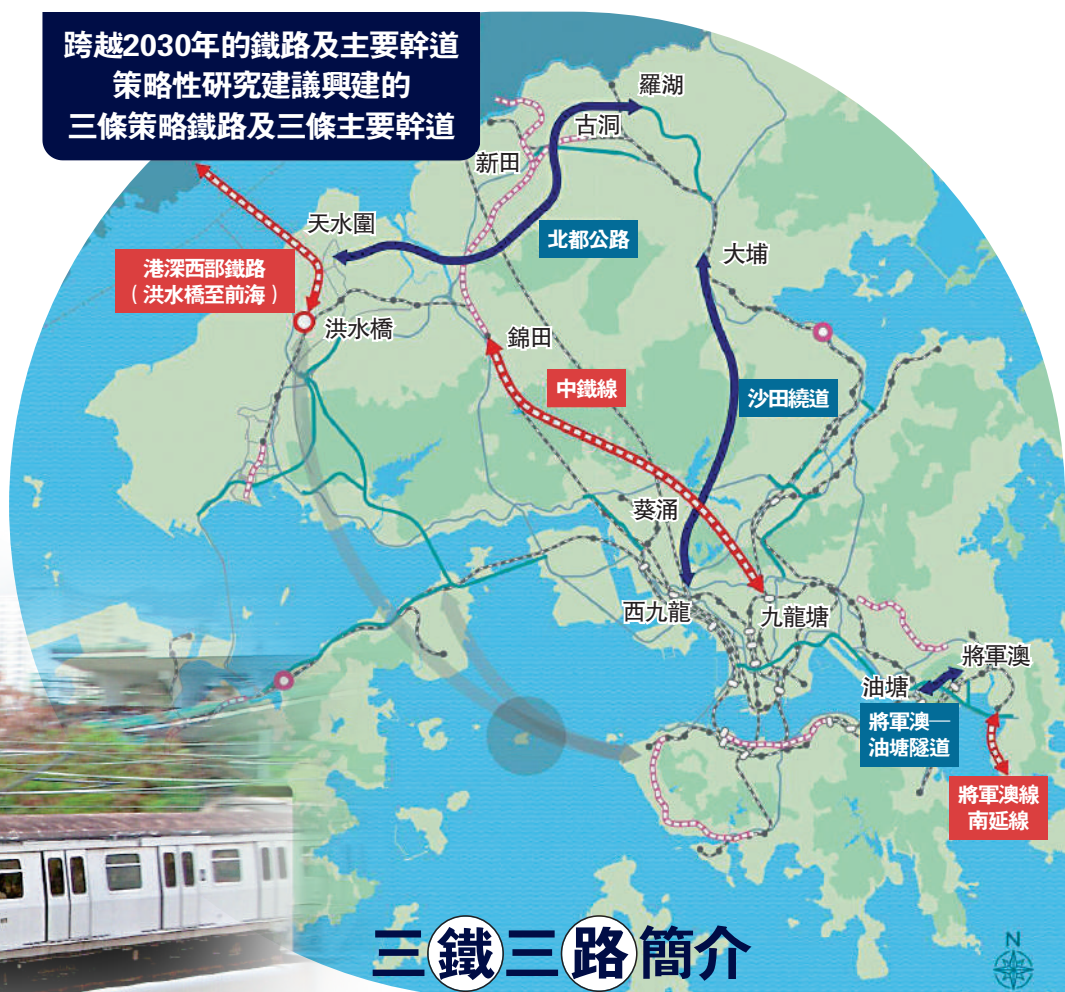 跨越2030年的鐵路及主要幹道
策略性研究建議興建的
三條策略鐵路及三條主要幹道
羅湖
古洞
新田
天水圍
北都公路
大埔
港深西部鐵路
（洪水橋至前海）
洪水橋
錦田
中鐵線
沙田繞道
葵涌
西九龍
九龍塘
將軍澳
油塘
將軍澳—
油塘隧道
將軍澳線
南延線
三鐵三路簡介
N